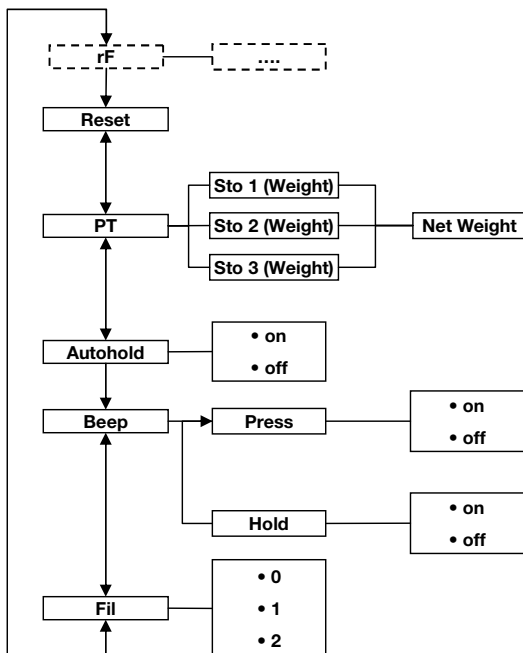 rF
....
Reset
Sto 1 (Weight)
PT
Sto 2 (Weight)
Net Weight
Sto 3 (Weight)
Autohold
• on
• off
Beep
Press
• on
• off
Hold
• on
• off
Fil
• 0
• 1
• 2